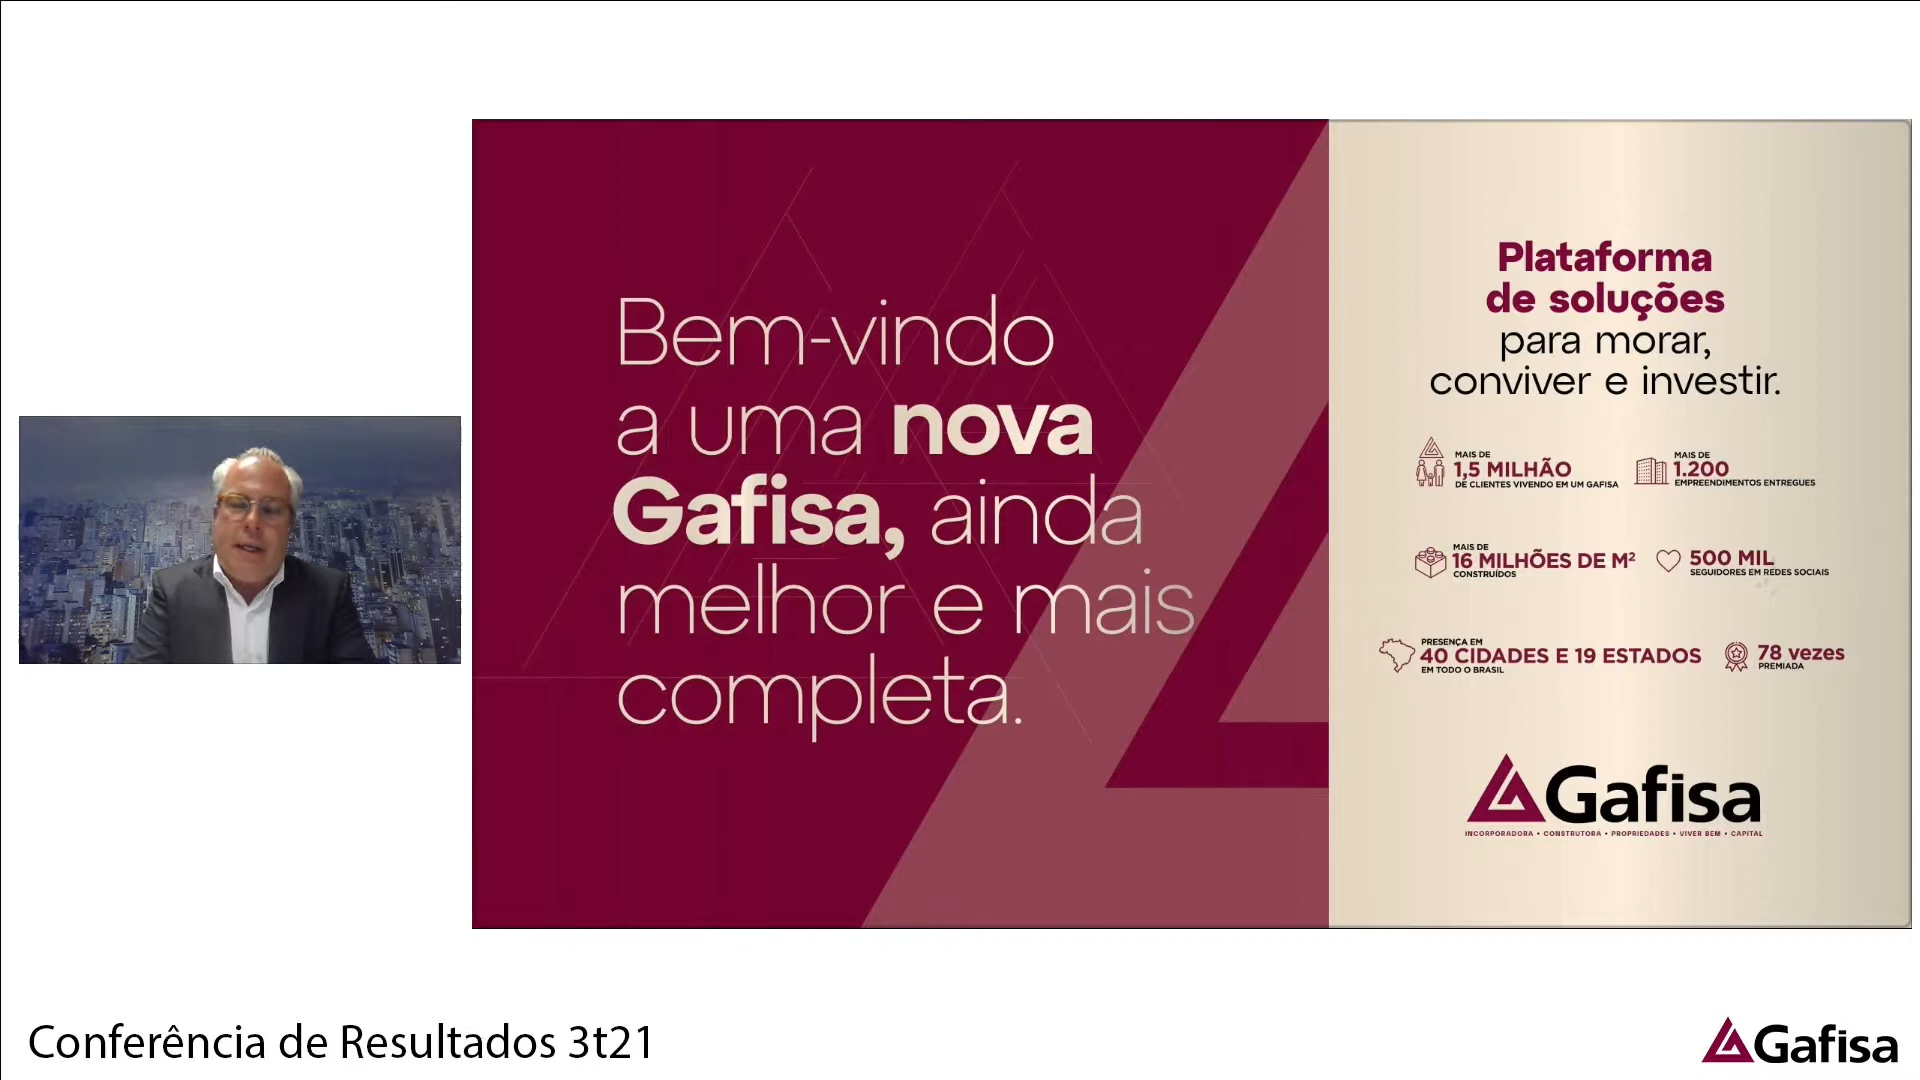 Bem-vindo
a uma nova
Gafisa, ainda
melhor e mais
completa.
Plataforma
de soluções
para morar,
conviver e investir.
MAIS DE
1,5 MILHÃO
DE CLIENTES VIVENDO EM UM GAFISA
MAIS DE
1.200
EMPREENDIMENTOS ENTREGUES
MAIS DE
16 MILHÕES DE M²
CONSTRUÍDOS
500 MIL
SEGUIDORES EM REDES SOCIAIS
PRESENÇA EM
40 CIDADES E 19 ESTADOS
EM TODO O BRASIL
78 vezes
PREMIADA
Gafisa
INCORPORADORA • CONSTRUTORA • PROPRIEDADES • VIVER BEM • CAPITAL
Conferência de Resultados 3t21
Gafisa